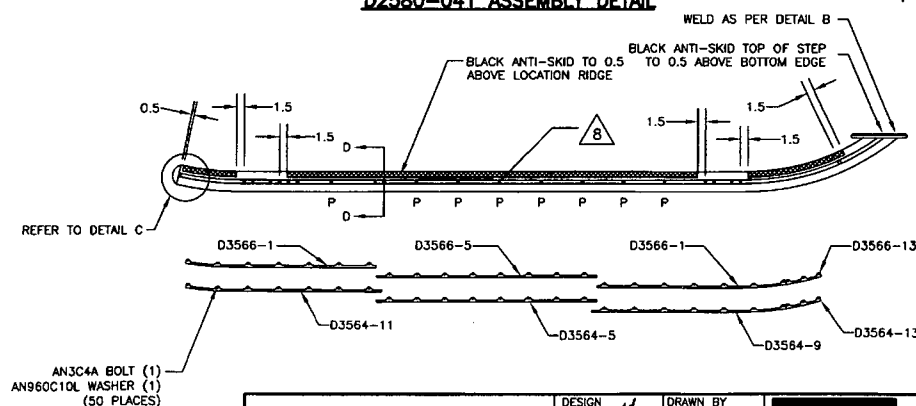 D2580-041 ASSEMBLY DETAIL
WELD AS PER DETAIL B
BLACK ANTI-SKID TO 0.5
ABOVE LOCATION RIDGE
BLACK ANTI-SKID TOP OF STEP
TO 0.5 ABOVE BOTTOM EDGE
0.5
1.5
1.5
8
1.5
1.5
1.5
D
D
P P P P P P P P
REFER TO DETAIL C
D3566-1
D3566-5
D3566-1
D3566-13
D3564-11
D3564-5
D3564-9
D3564-13
AN3C4A BOLT (1)
AN960C10L WASHER (1)
(50 PLACES)
DESIGN
DRAWN BY